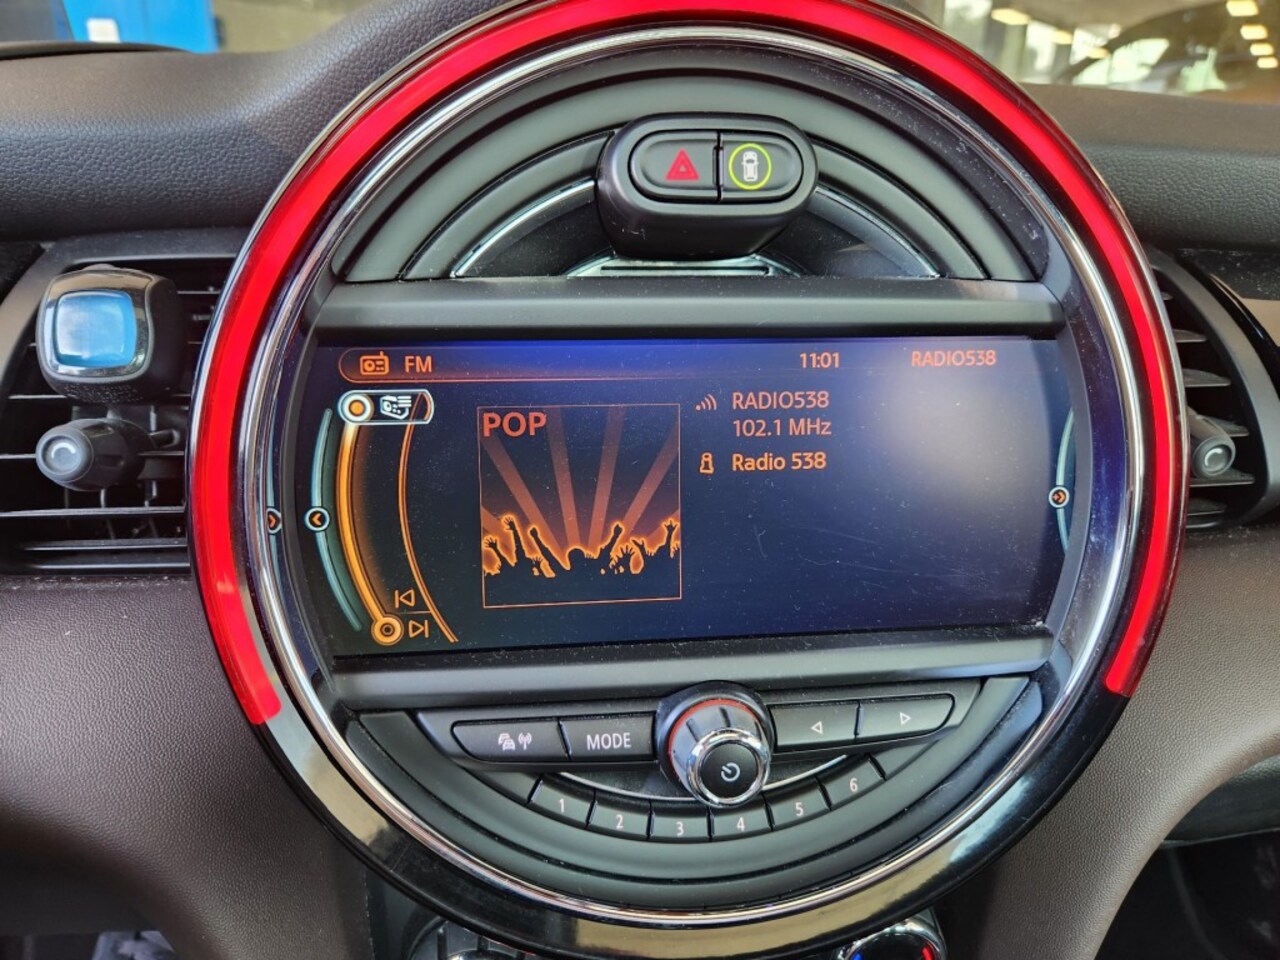 FM 11:01 RADIO538
POP
RADIO538
102.1 MHz
Radio 538
MODE
1 2 3 4 5 6